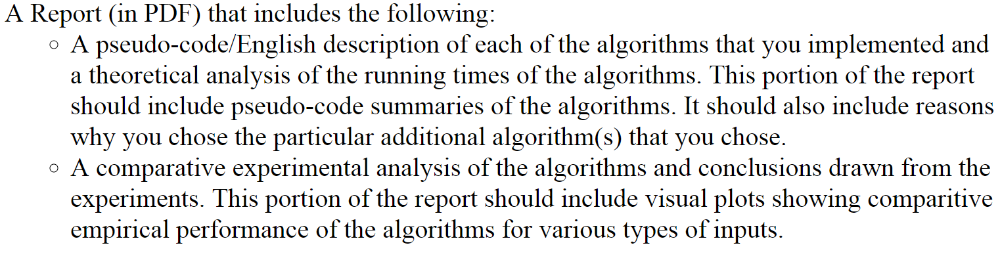 A Report (in PDF) that includes the following:
○ A pseudo-code/English description of each of the algorithms that you implemented and
a theoretical analysis of the running times of the algorithms. This portion of the report
should include pseudo-code summaries of the algorithms. It should also include reasons
why you chose the particular additional algorithm(s) that you chose.
○ A comparative experimental analysis of the algorithms and conclusions drawn from the
experiments. This portion of the report should include visual plots showing comparitive
empirical performance of the algorithms for various types of inputs.